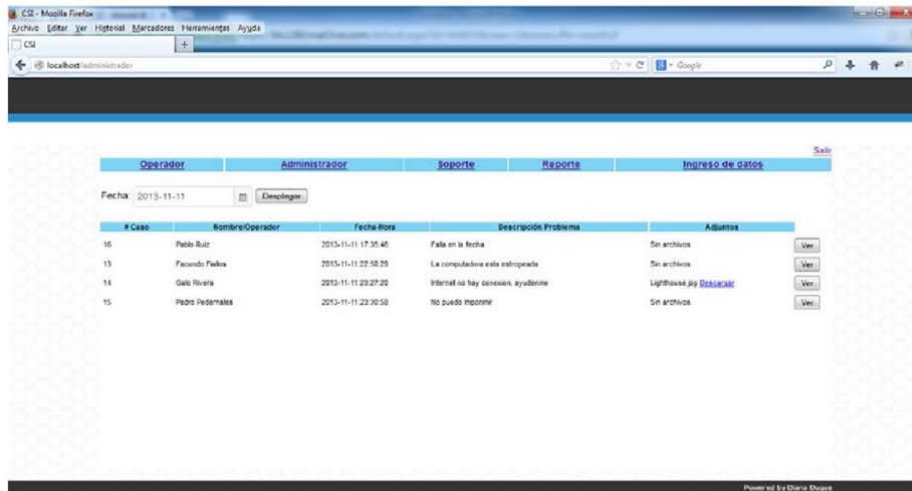 CSI - Mozilla Firefox
Archivo Editar Ver Historial Marcadores Herramientas Ayuda
CSI +
localhost/administrador Google
Salir
Operador Administrador Soporte Reporte Ingreso de datos
Fecha: 2013-11-11 Desplegar
# Caso Nombre/Operador Fecha-Hora Descripción Problema Adjuntos
16 Pablo Ruiz 2013-11-11 17:35:46 Falla en la fecha Sin archivos Ver
13 Facundo 2013-11-11 22:50:29 La computadora esta estropeada Sin archivos Ver
14 Galo Rivera 2013-11-11 23:27:20 Internet no hay conexion, ayudenme Lighthouse.jpg Descargar Ver
15 Pedro Pedernales 2013-11-11 23:30:50 No puedo imprimir Sin archivos Ver
Powered by Diario